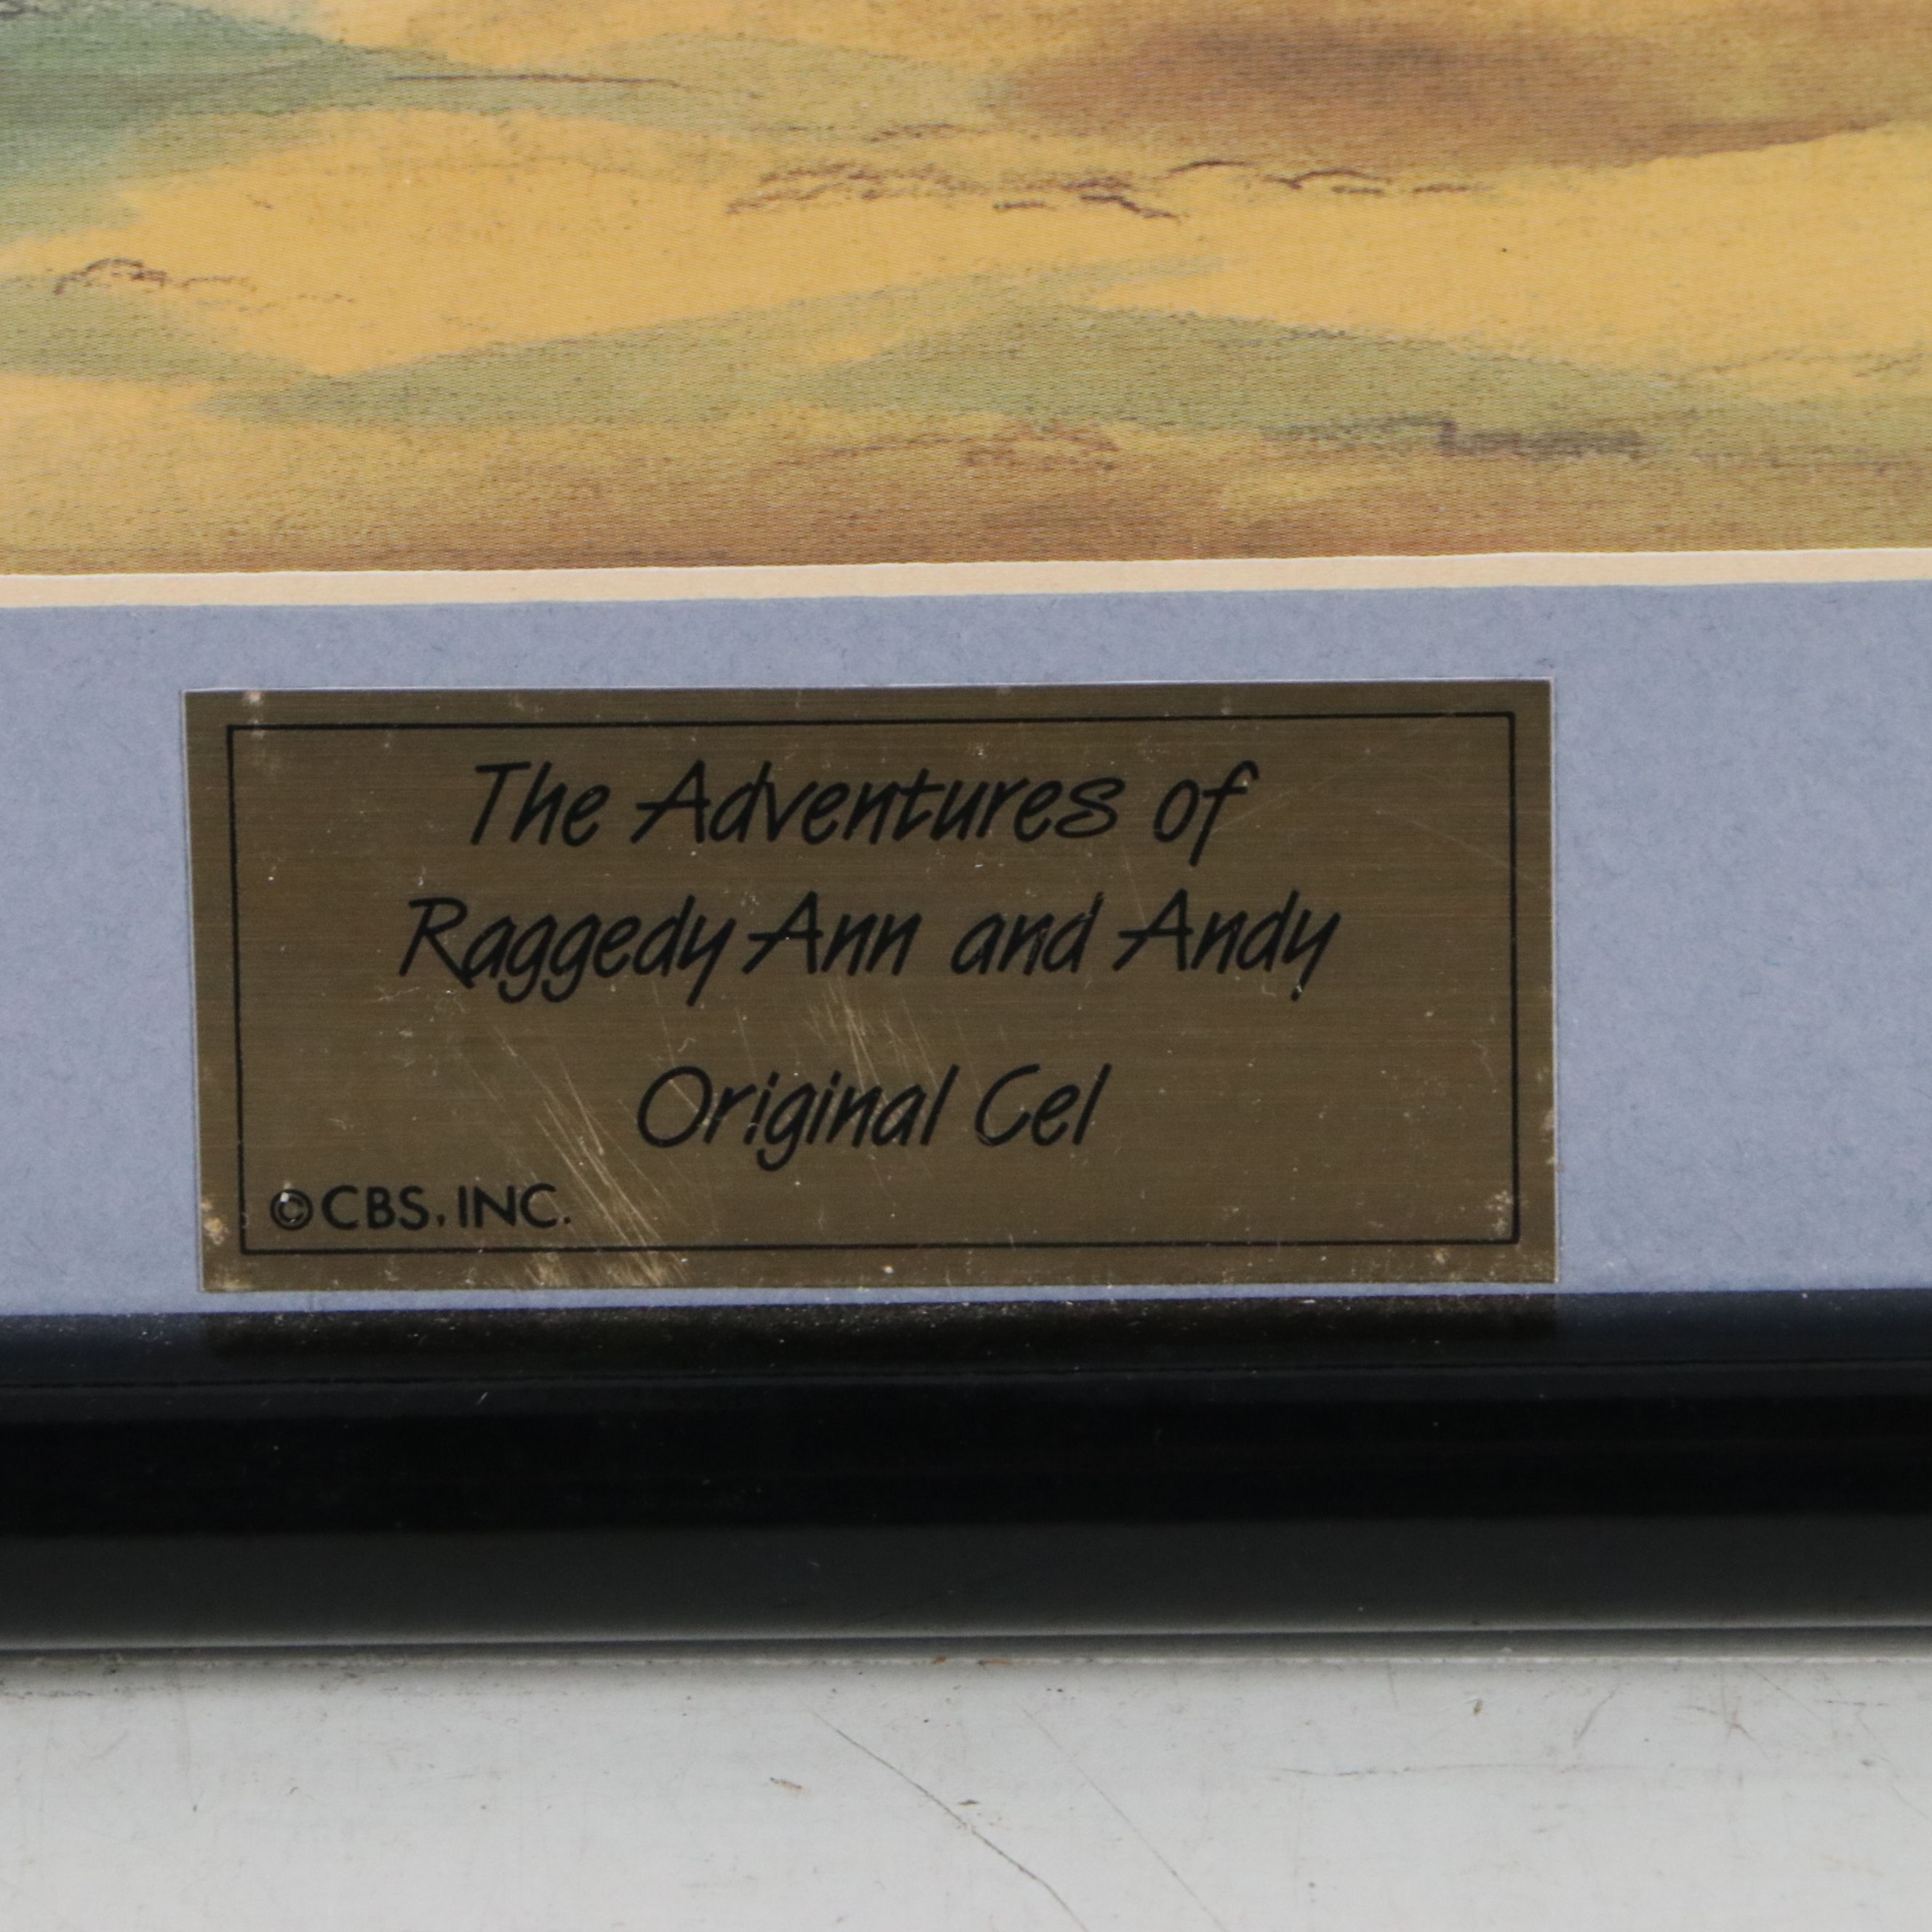 The Adventures of
Raggedy Ann and Andy
Original Cel
©CBS, INC.